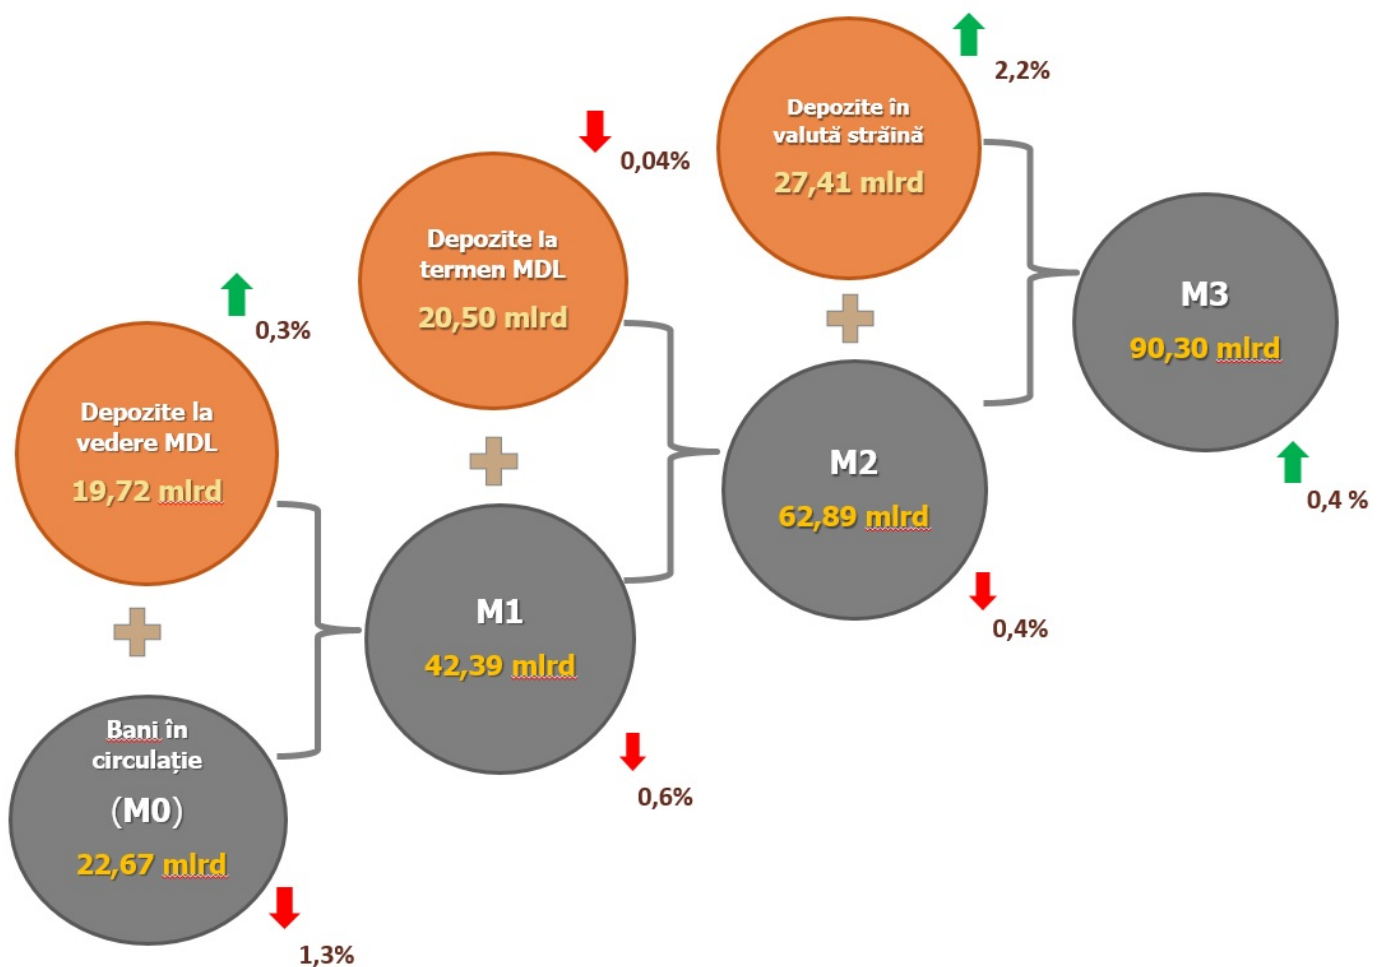 2,2%
Depozite în
valută străină
27,41 mlrd
0,04%
Depozite la
termen MDL
20,50 mlrd
M3
90,30 mlrd
0,4 %
0,3%
Depozite la
vedere MDL
19,72 mlrd
M2
62,89 mlrd
0,4%
M1
42,39 mlrd
0,6%
Bani în
circulație
(M0)
22,67 mlrd
1,3%